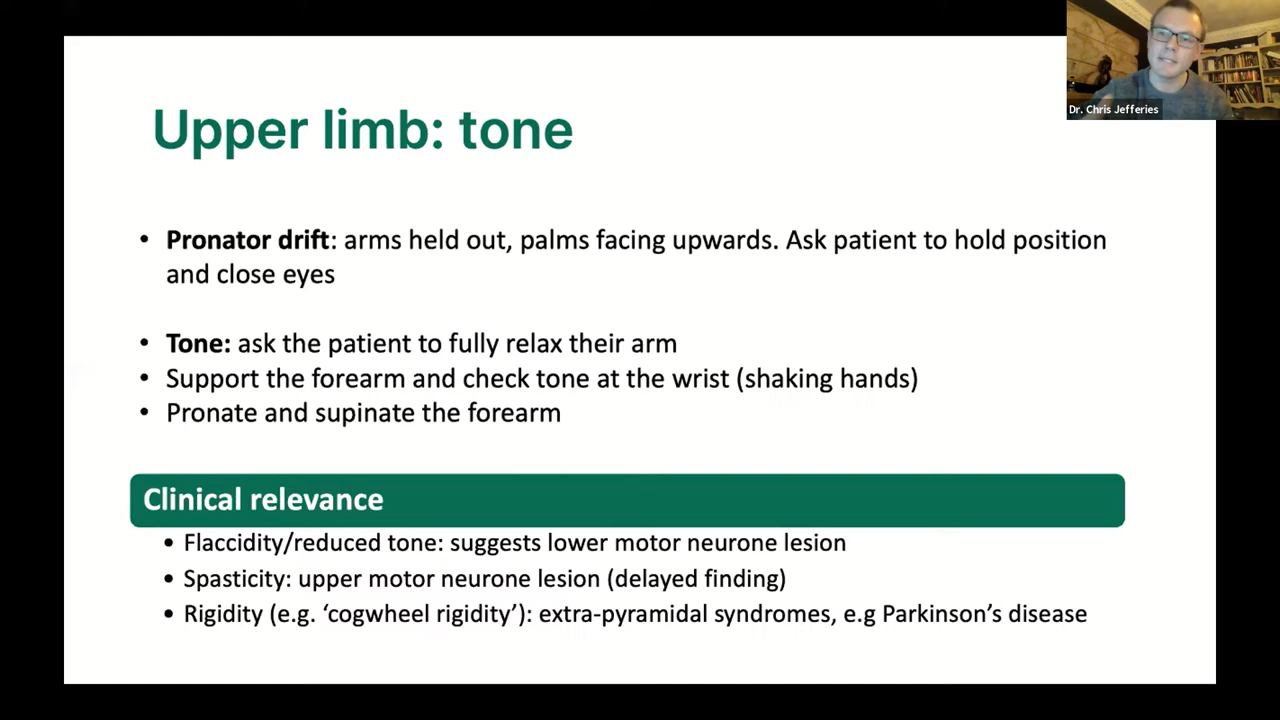 Dr. Chris Jefferies
Upper limb: tone
• Pronator drift: arms held out, palms facing upwards. Ask patient to hold position
and close eyes
• Tone: ask the patient to fully relax their arm
• Support the forearm and check tone at the wrist (shaking hands)
• Pronate and supinate the forearm
Clinical relevance
• Flaccidity/reduced tone: suggests lower motor neurone lesion
• Spasticity: upper motor neurone lesion (delayed finding)
• Rigidity (e.g. ‘cogwheel rigidity’): extra-pyramidal syndromes, e.g Parkinson’s disease